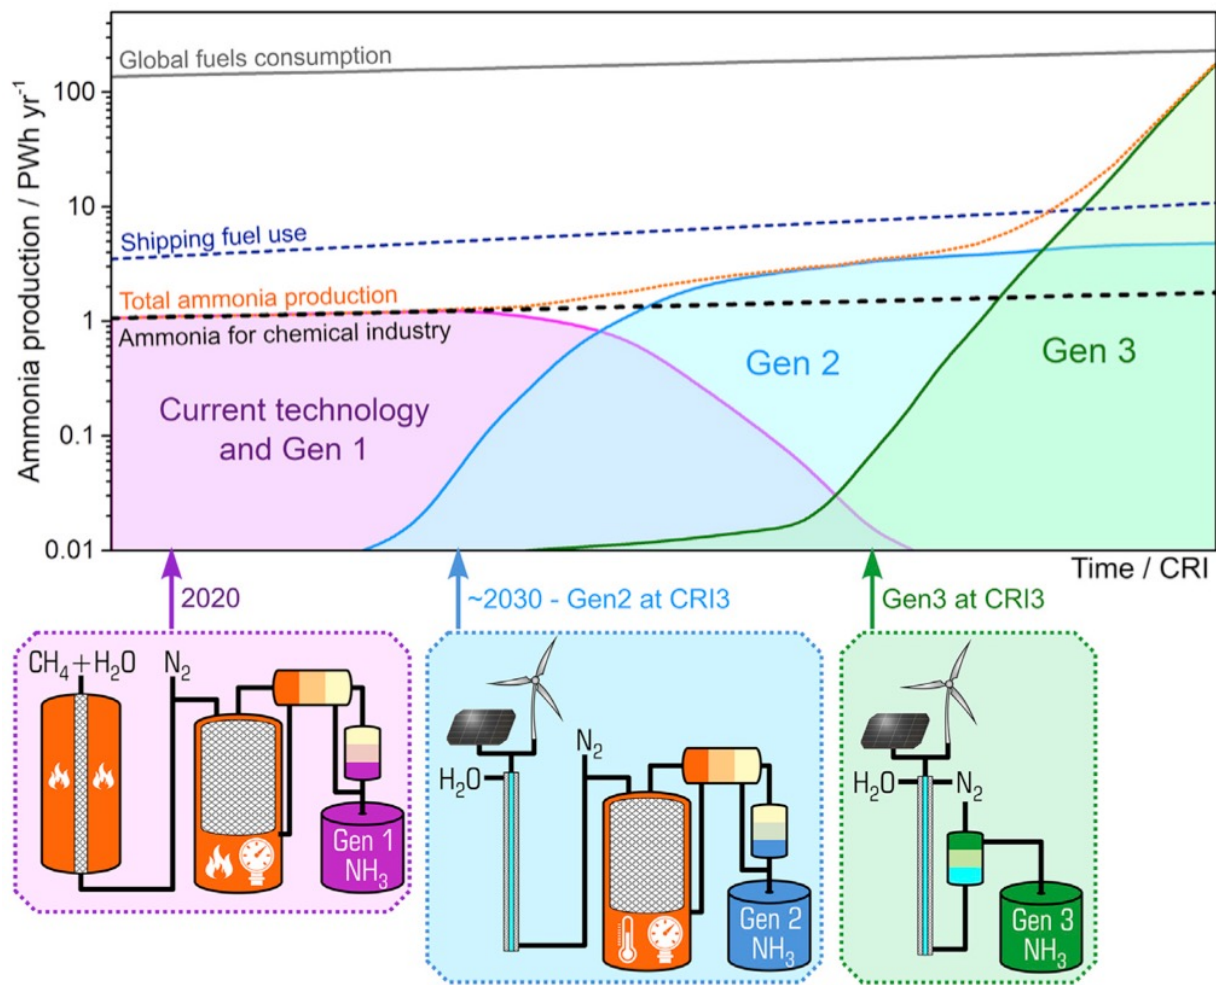 Ammonia production / PWh yr⁻¹
100
10
1
0.1
0.01
Global fuels consumption
Shipping fuel use
Total ammonia production
Ammonia for chemical industry
Current technology
and Gen 1
Gen 2
Gen 3
Time / CRI
2020
~2030 - Gen2 at CRI3
Gen3 at CRI3
CH₄+H₂O
N₂
Gen 1
NH₃
H₂O
N₂
Gen 2
NH₃
H₂O
N₂
Gen 3
NH₃